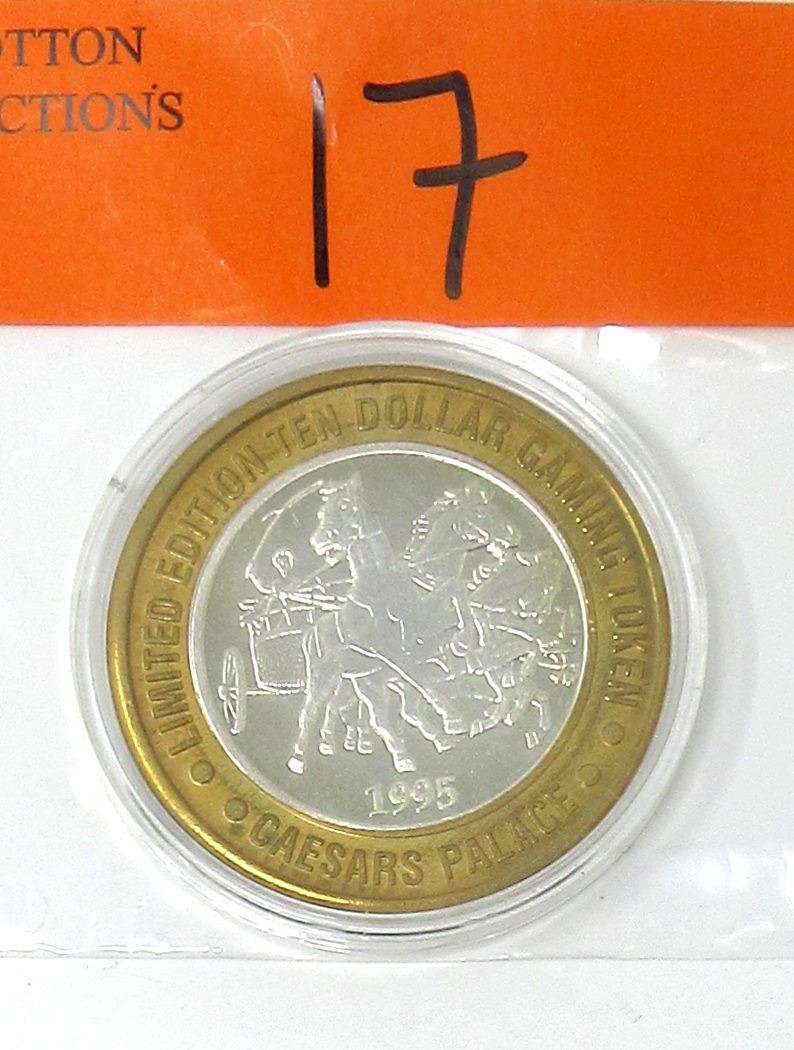 OTTON
CTIONS
17
LIMITED EDITION TEN DOLLAR GAMING TOKEN
1995
CAESARS PALACE